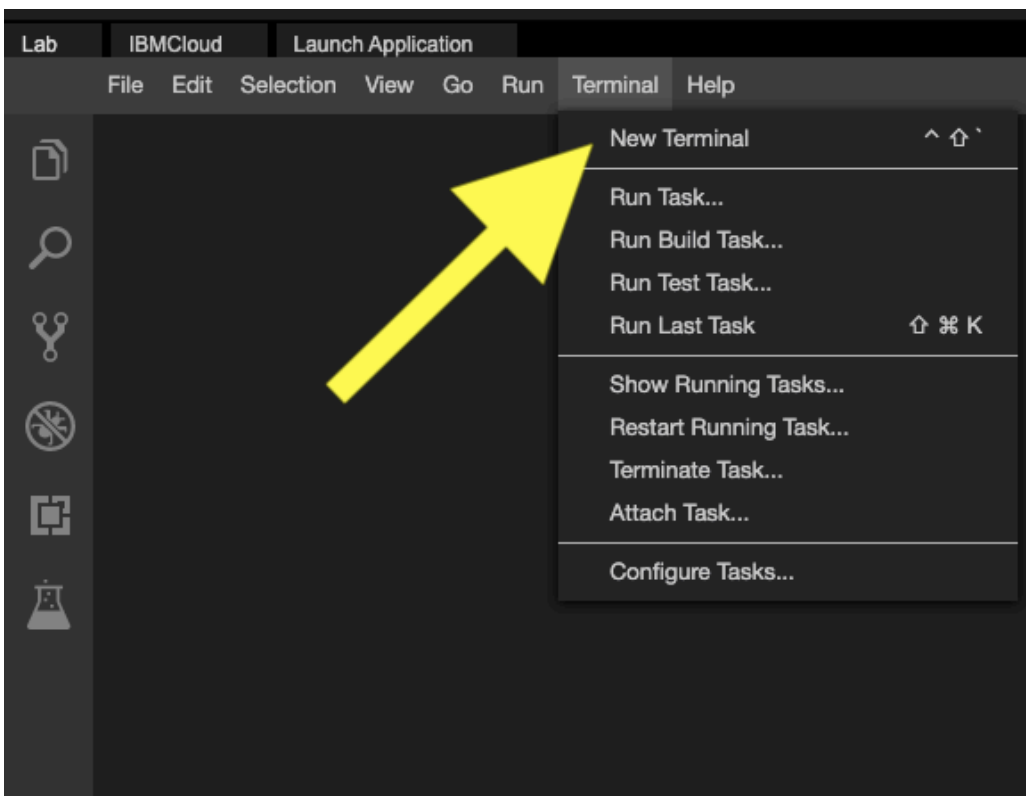 Lab IBMCloud Launch Application
File Edit Selection View Go Run Terminal Help
New Terminal ^ ⇧ `
Run Task...
Run Build Task...
Run Test Task...
Run Last Task ⇧ ⌘ K
Show Running Tasks...
Restart Running Task...
Terminate Task...
Attach Task...
Configure Tasks...